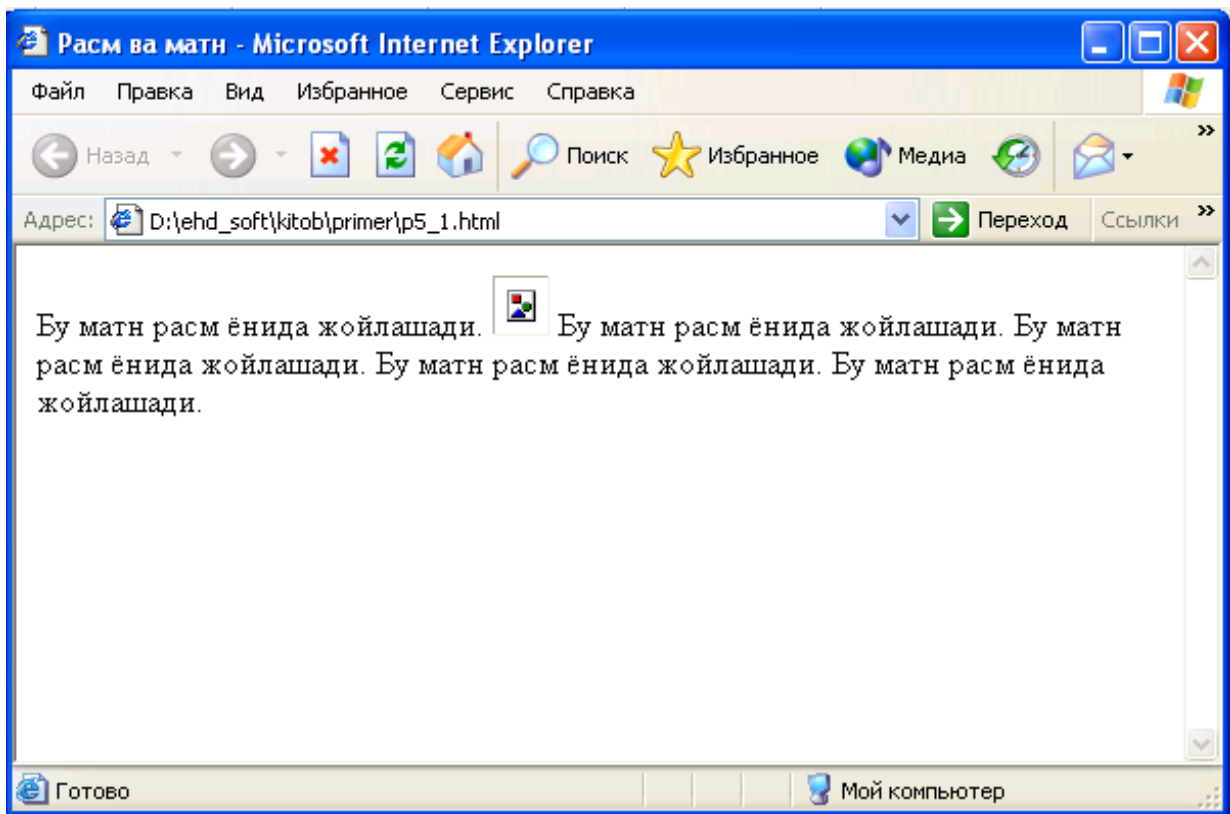 Расм ва матн - Microsoft Internet Explorer
Файл Правка Вид Избранное Сервис Справка
Назад Поиск Избранное Медиа »
Адрес: D:\ehd_soft\kitob\primer\p5_1.html Переход Ссылки »
Бу матн расм ёнида жойлашади. Бу матн расм ёнида жойлашади. Бу матн
расм ёнида жойлашади. Бу матн расм ёнида жойлашади. Бу матн расм ёнида
жойлашади.
Готово Мой компьютер